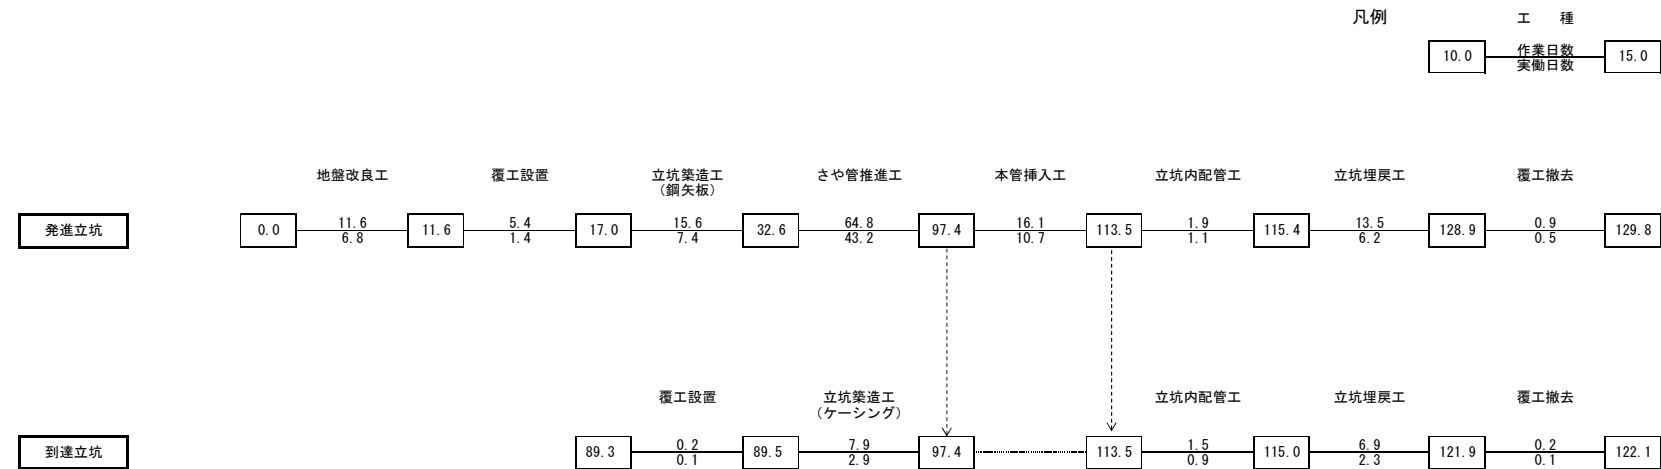 凡例
工　種
10.0
作業日数
実働日数
15.0
地盤改良工
覆工設置
立坑築造工
(鋼矢板)
さや管推進工
本管挿入工
立坑内配管工
立坑埋戻工
覆工撤去
発進立坑
0.0
11.6
6.8
11.6
5.4
1.4
17.0
15.6
7.4
32.6
64.8
43.2
97.4
16.1
10.7
113.5
1.9
1.1
115.4
13.5
6.2
128.9
0.9
0.5
129.8
覆工設置
立坑築造工
(ケーシング)
立坑内配管工
立坑埋戻工
覆工撤去
到達立坑
89.3
0.2
0.1
89.5
7.9
2.9
97.4
113.5
1.5
0.9
115.0
6.9
2.3
121.9
0.2
0.1
122.1